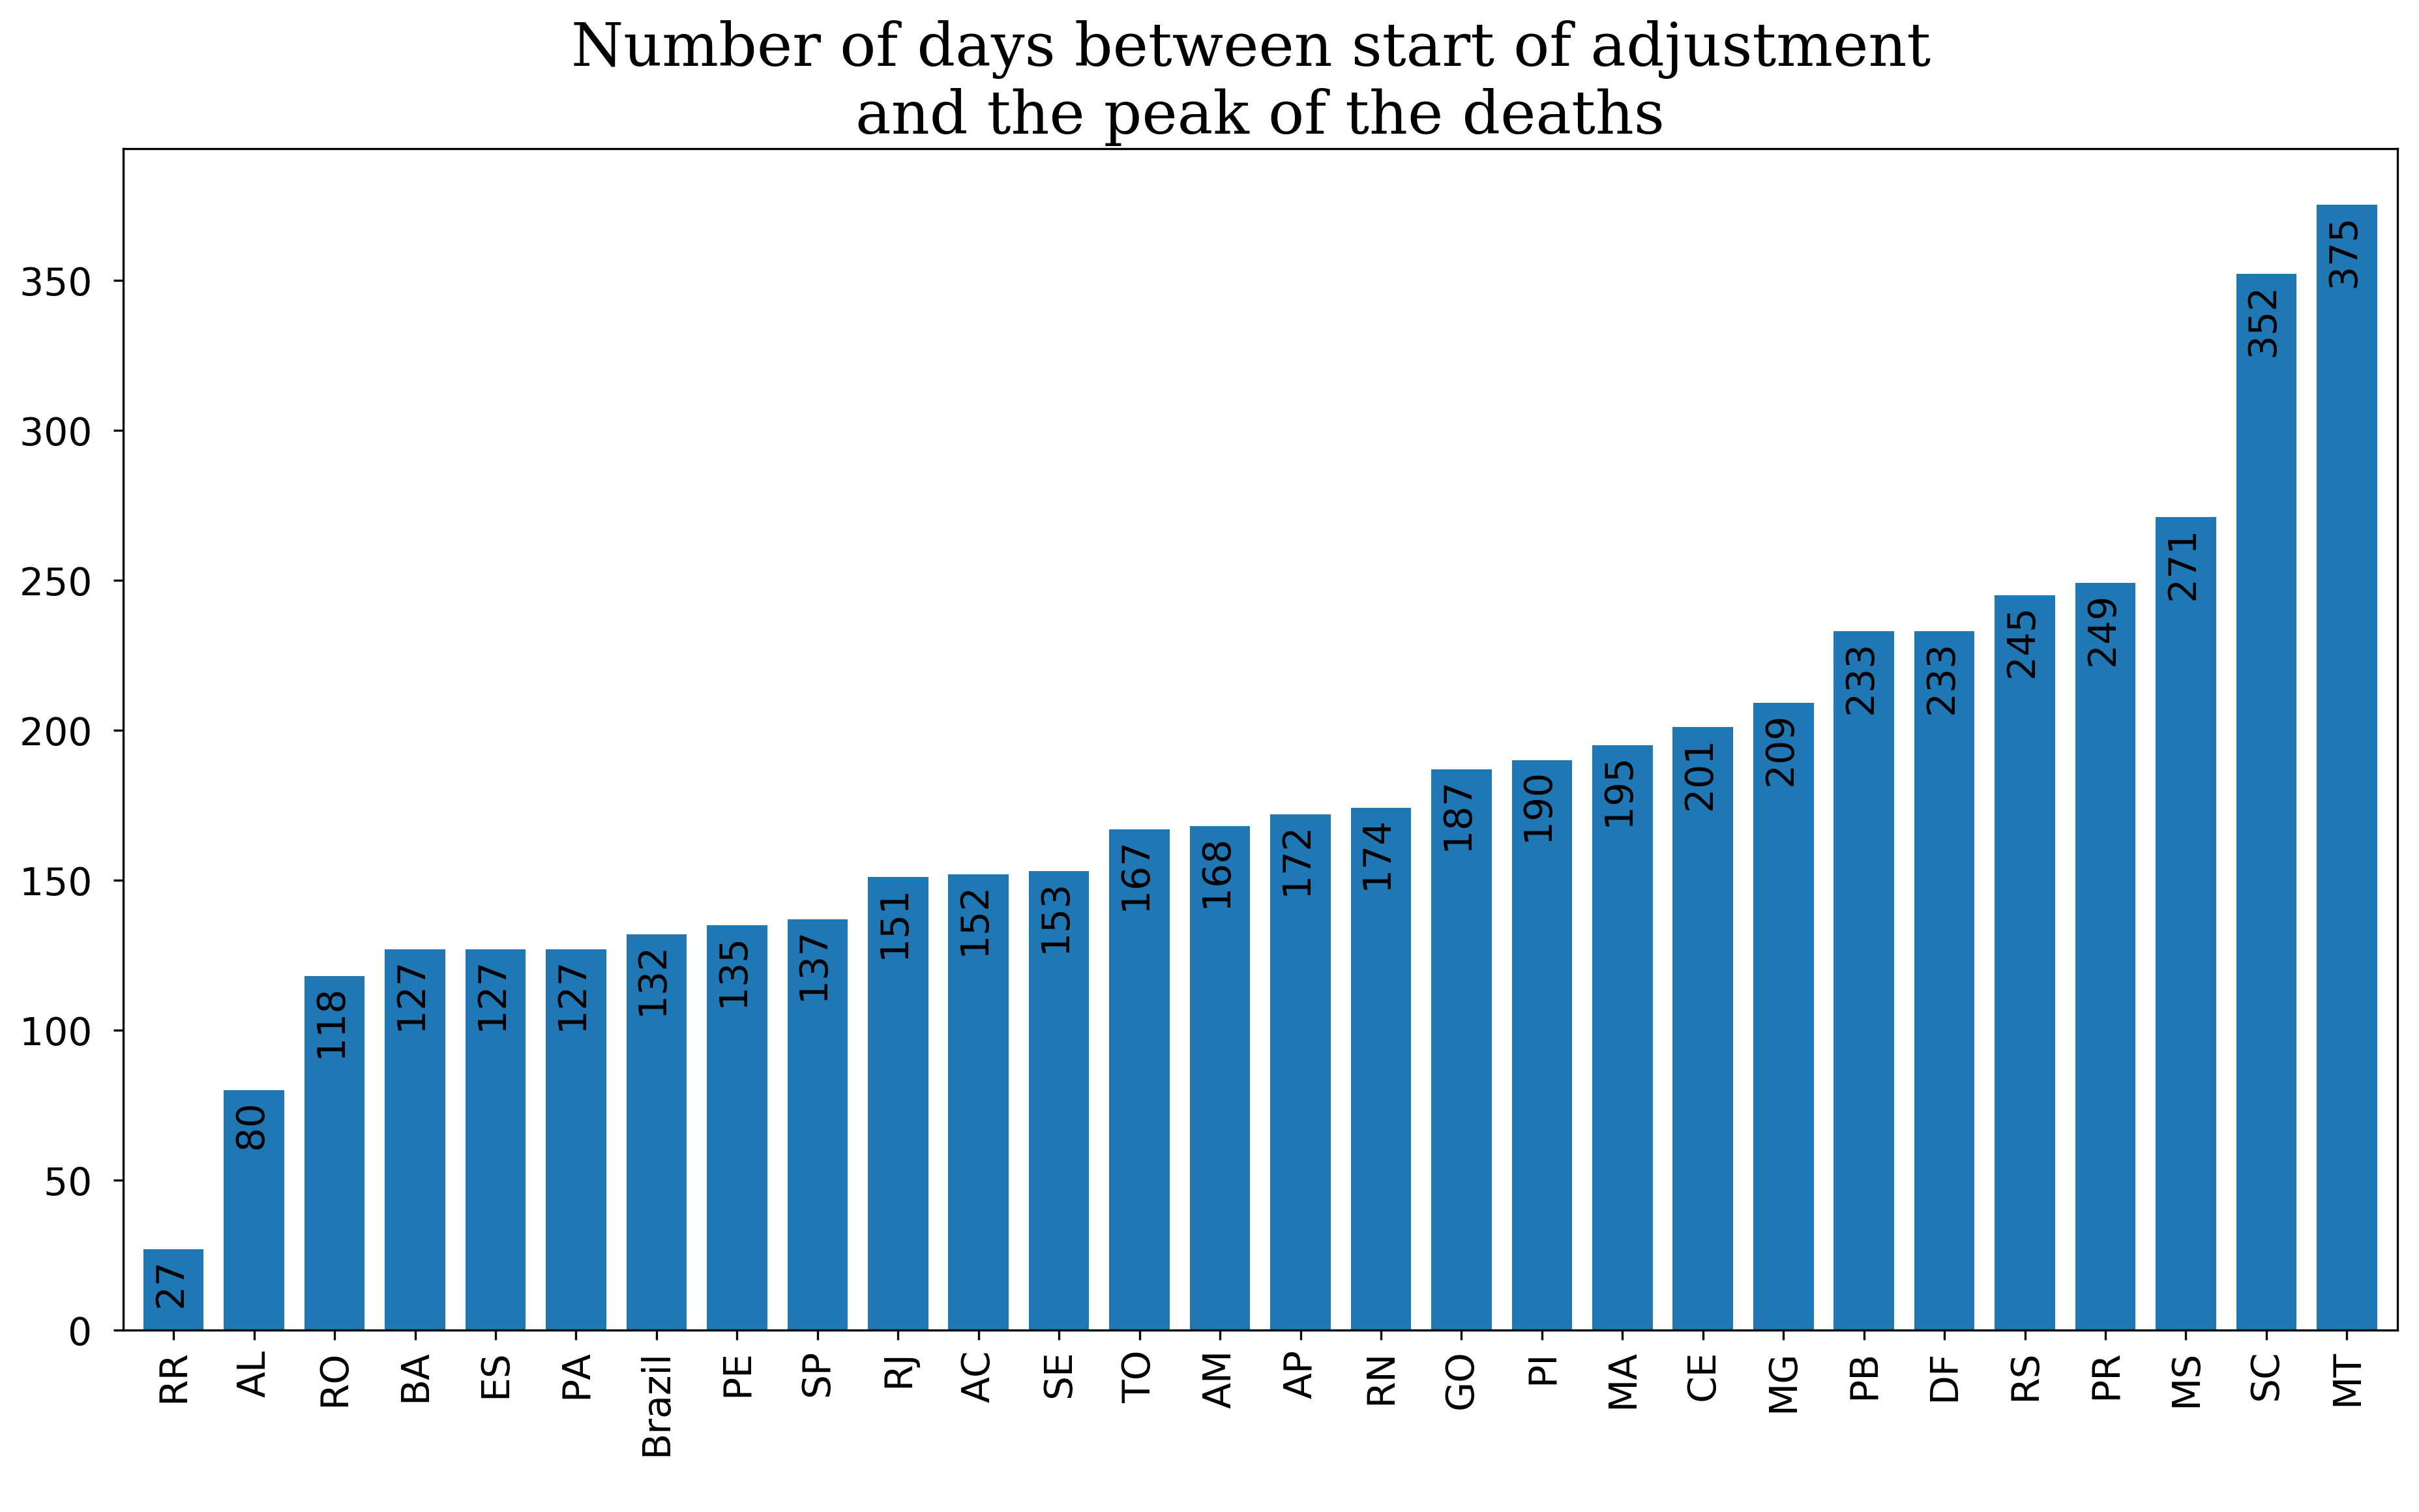 Number of days between start of adjustment
and the peak of the deaths
350
300
250
200
150
100
50
0
27
80
118
127
127
127
132
135
137
151
152
153
167
168
172
174
187
190
195
201
209
233
233
245
249
271
352
375
RR
AL
RO
BA
ES
PA
Brazil
PE
SP
RJ
AC
SE
TO
AM
AP
RN
GO
PI
MA
CE
MG
PB
DF
RS
PR
MS
SC
MT